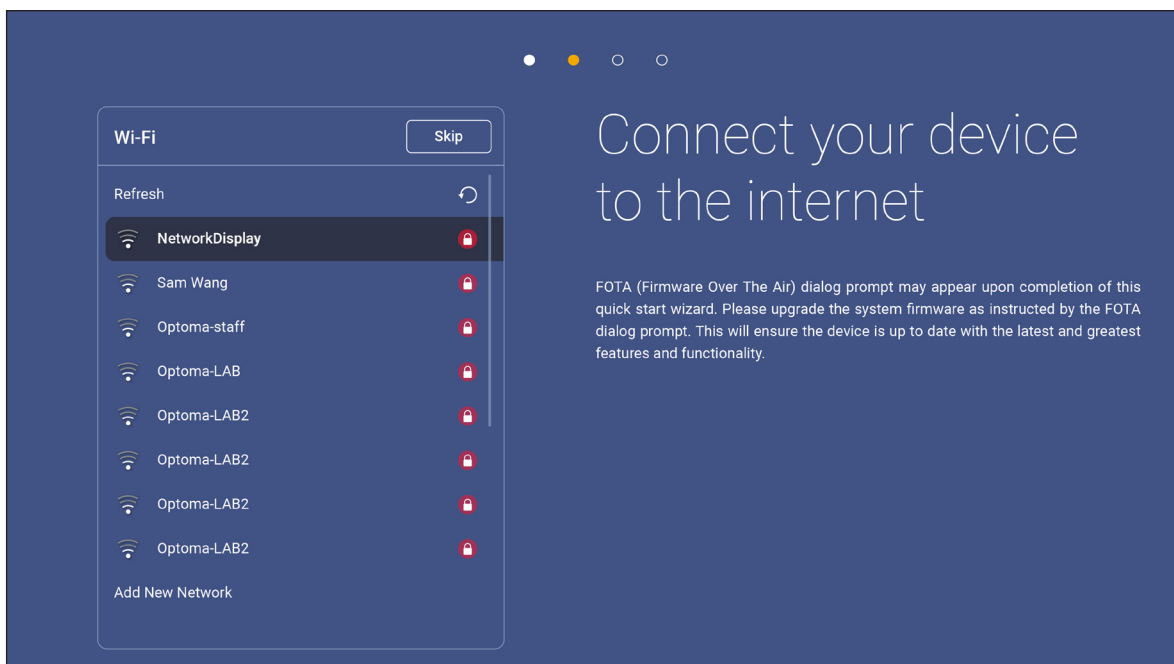 Wi-Fi
Skip
Refresh
NetworkDisplay
Sam Wang
Optoma-staff
Optoma-LAB
Optoma-LAB2
Optoma-LAB2
Optoma-LAB2
Optoma-LAB2
Add New Network
Connect your device
to the internet
FOTA (Firmware Over The Air) dialog prompt may appear upon completion of this
quick start wizard. Please upgrade the system firmware as instructed by the FOTA
dialog prompt. This will ensure the device is up to date with the latest and greatest
features and functionality.